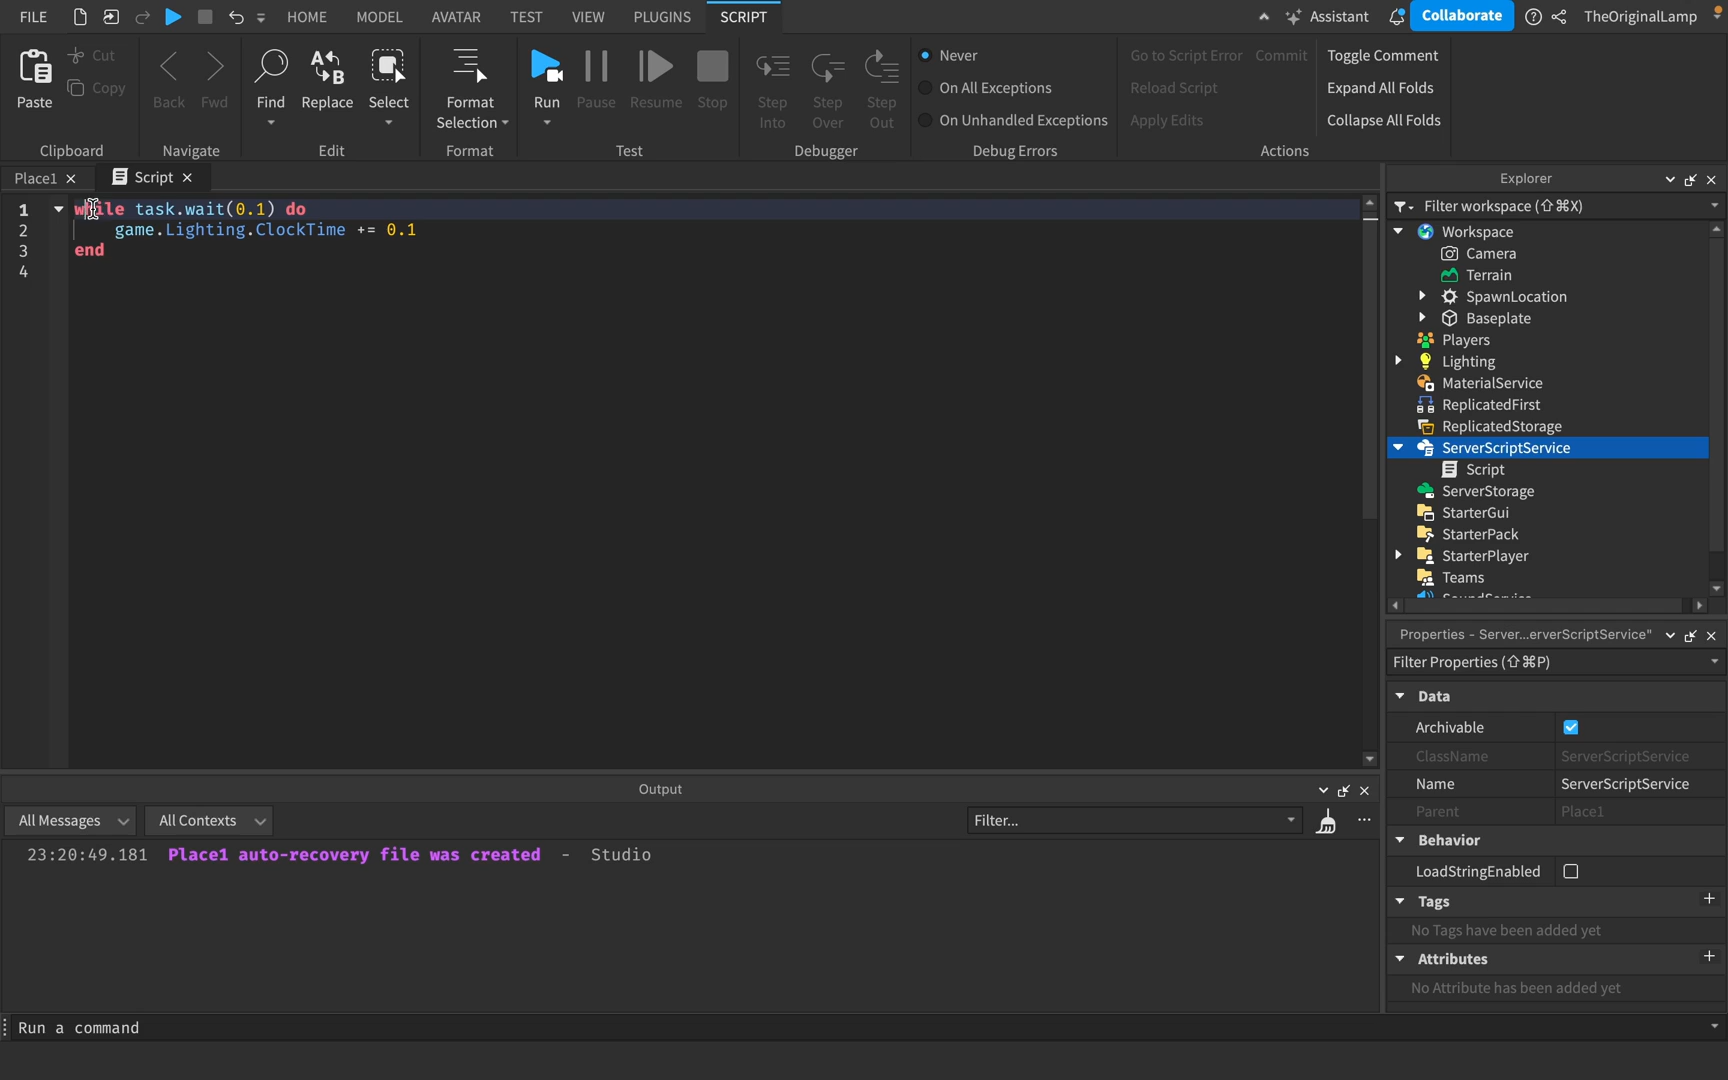 FILE HOME MODEL AVATAR TEST VIEW PLUGINS SCRIPT Assistant Collaborate TheOriginalLamp
Paste Cut Copy
Clipboard
Back Fwd
Navigate
Find Replace Select
Edit
Format Selection
Format
Run Pause Resume Stop
Test
Step Into Step Over Step Out
Debugger
Never
On All Exceptions
On Unhandled Exceptions
Debug Errors
Go to Script Error Commit Toggle Comment
Reload Script Expand All Folds
Apply Edits Collapse All Folds
Actions
Place1 Script
1 while task.wait(0.1) do
2 game.Lighting.ClockTime += 0.1
3 end
4
Explorer
Filter workspace (⇧⌘X)
Workspace
Camera
Terrain
SpawnLocation
Baseplate
Players
Lighting
MaterialService
ReplicatedFirst
ReplicatedStorage
ServerScriptService
Script
ServerStorage
StarterGui
StarterPack
StarterPlayer
Teams
Properties - Server...erverScriptService"
Filter Properties (⇧⌘P)
Data
Archivable
ClassName ServerScriptService
Name ServerScriptService
Parent Place1
Behavior
LoadStringEnabled
Tags
No Tags have been added yet
Attributes
No Attribute has been added yet
Output
All Messages All Contexts Filter...
23:20:49.181 Place1 auto-recovery file was created - Studio
Run a command